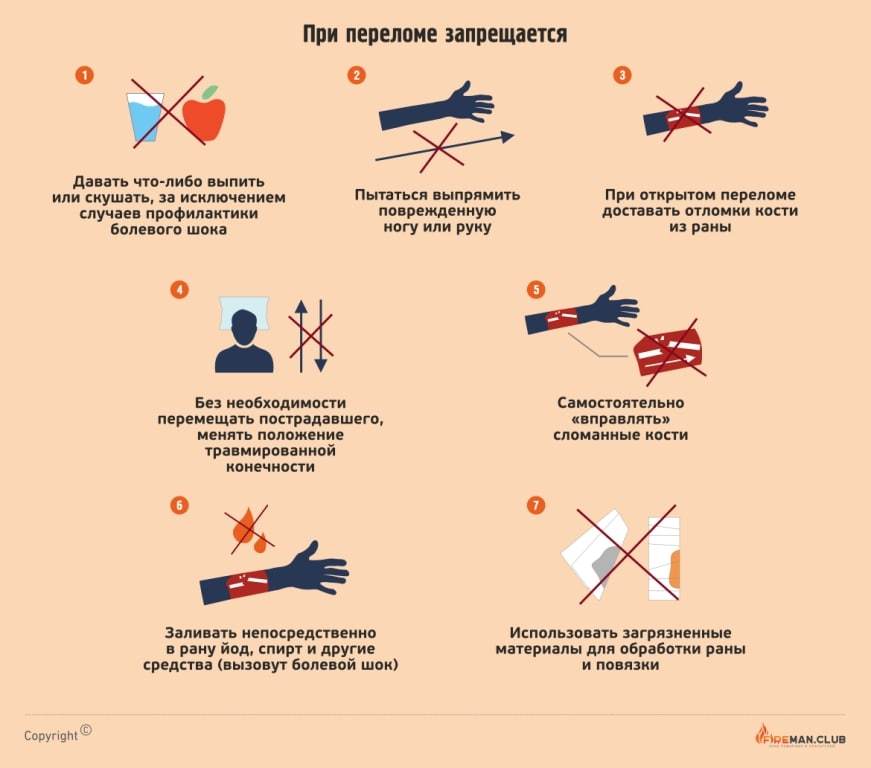 При переломе запрещается
1
Давать что-либо выпить
или скушать, за исключением
случаев профилактики
болевого шока
2
Пытаться выпрямить
поврежденную
ногу или руку
3
При открытом переломе
доставать отломки кости
из раны
4
Без необходимости
перемещать пострадавшего,
менять положение
травмированной
конечности
5
Самостоятельно
«вправлять»
сломанные кости
6
Заливать непосредственно
в рану йод, спирт и другие
средства (вызовут болевой шок)
7
Использовать загрязненные
материалы для обработки раны
и повязки
Copyright ©
FIREMAN.CLUB